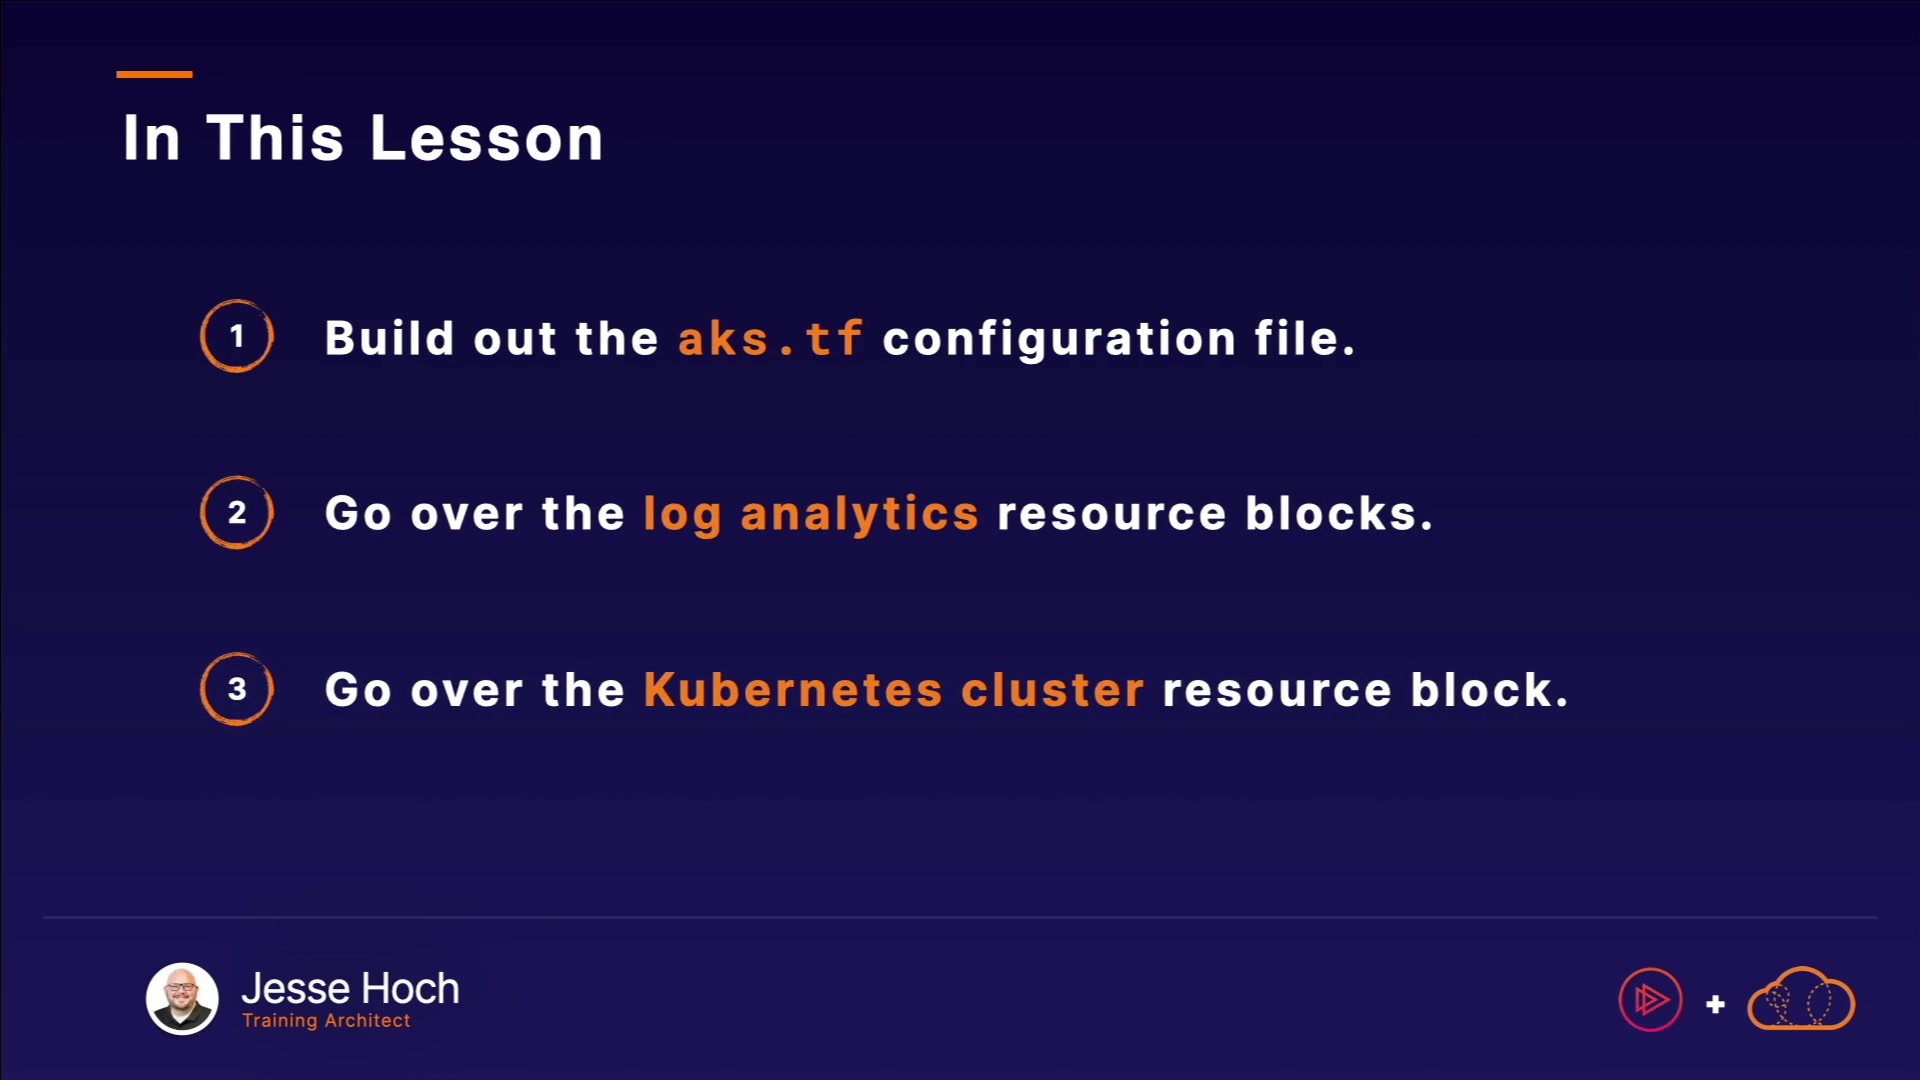 In This Lesson
1 Build out the aks.tf configuration file.
2 Go over the log analytics resource blocks.
3 Go over the Kubernetes cluster resource block.
Jesse Hoch
Training Architect
+